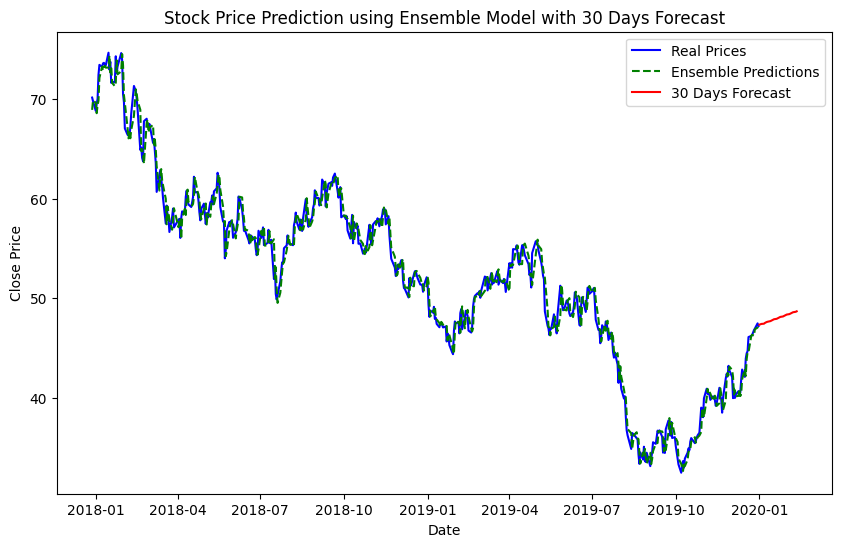 Stock Price Prediction using Ensemble Model with 30 Days Forecast
Real Prices
Ensemble Predictions
30 Days Forecast
Close Price
70
60
50
40
2018-01
2018-04
2018-07
2018-10
2019-01
2019-04
2019-07
2019-10
2020-01
Date